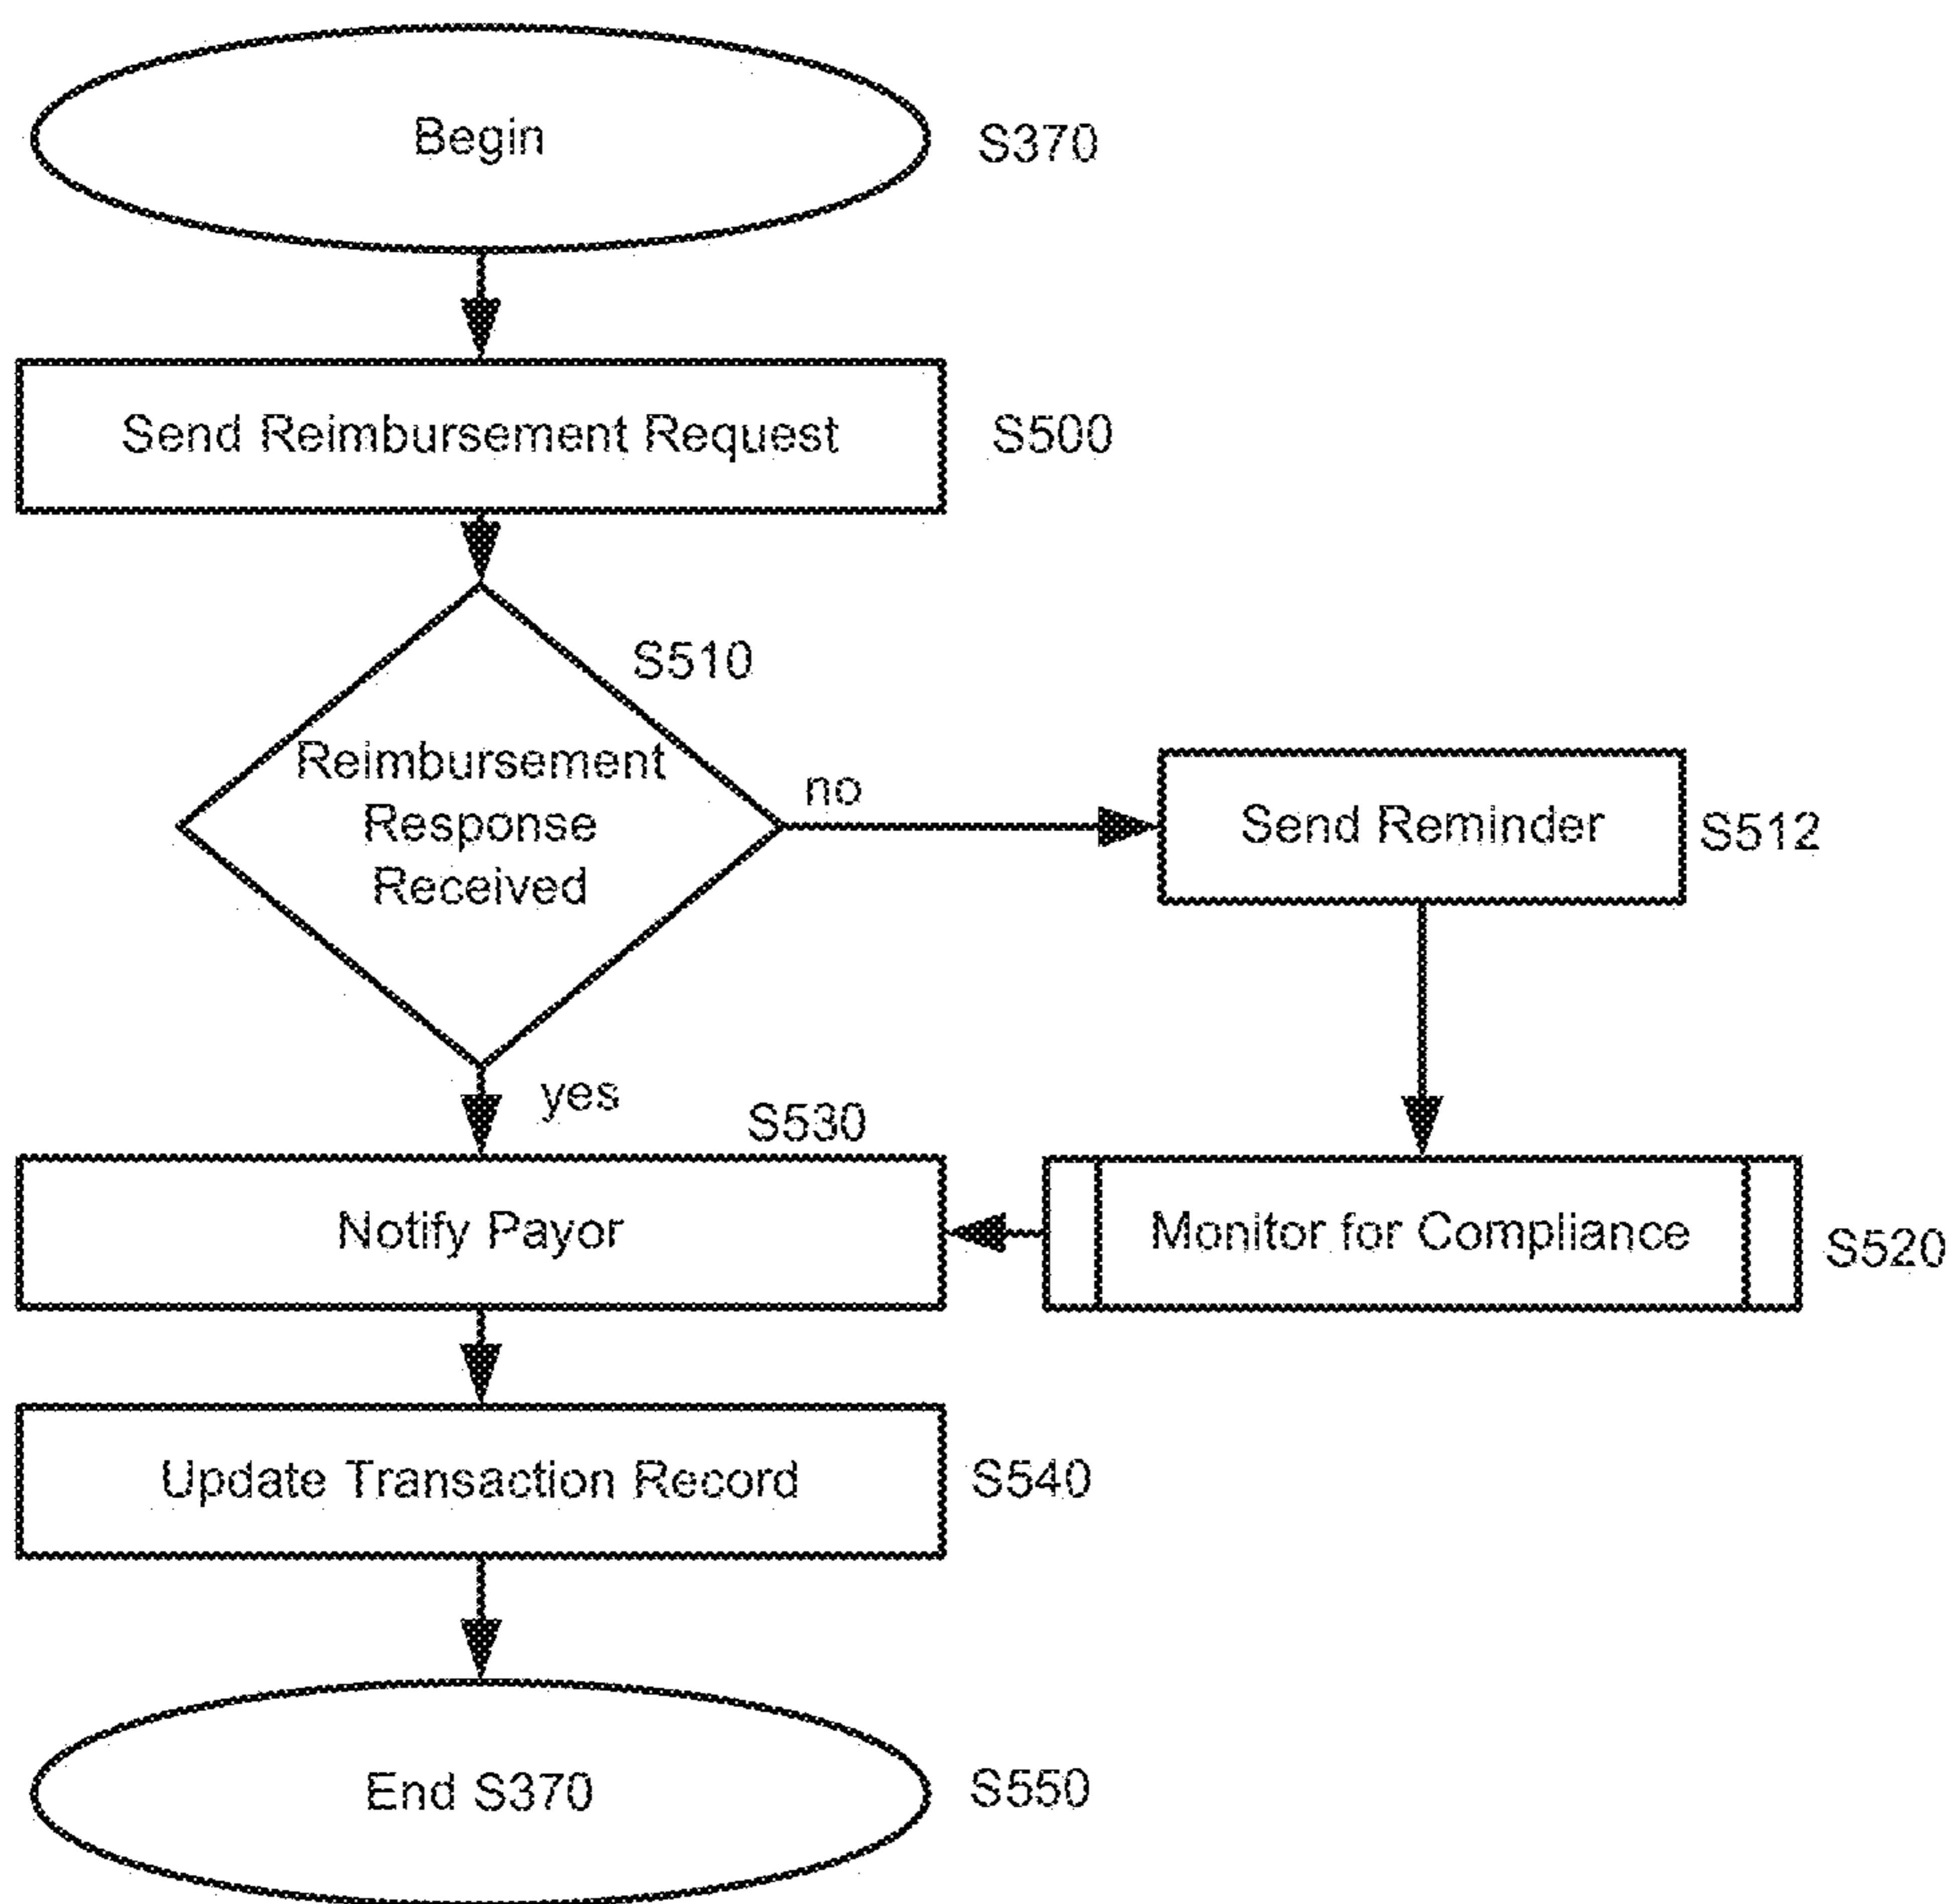 Begin
S370
Send Reimbursement Request
S500
S510
Reimbursement
Response
Received
no
Send Reminder
S512
yes
S530
Notify Payor
Monitor for Compliance
S520
Update Transaction Record
S540
End S370
S550